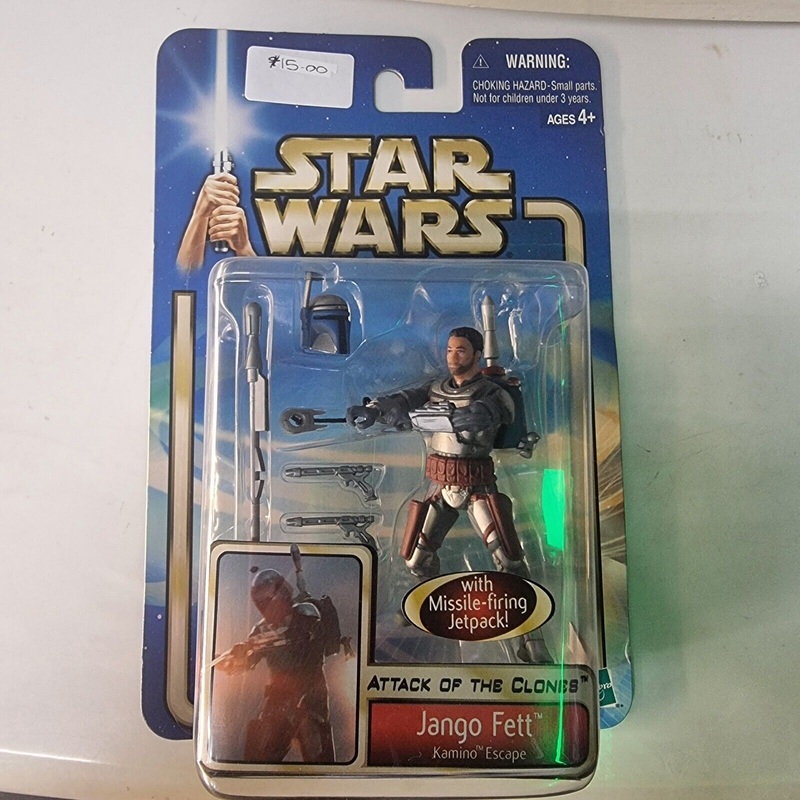 $15.00
WARNING:
CHOKING HAZARD-Small parts.
Not for children under 3 years.
AGES 4+
STAR
WARS
with
Missile-firing
Jetpack!
ATTACK OF THE CLONES™
Jango Fett™
Kamino™ Escape